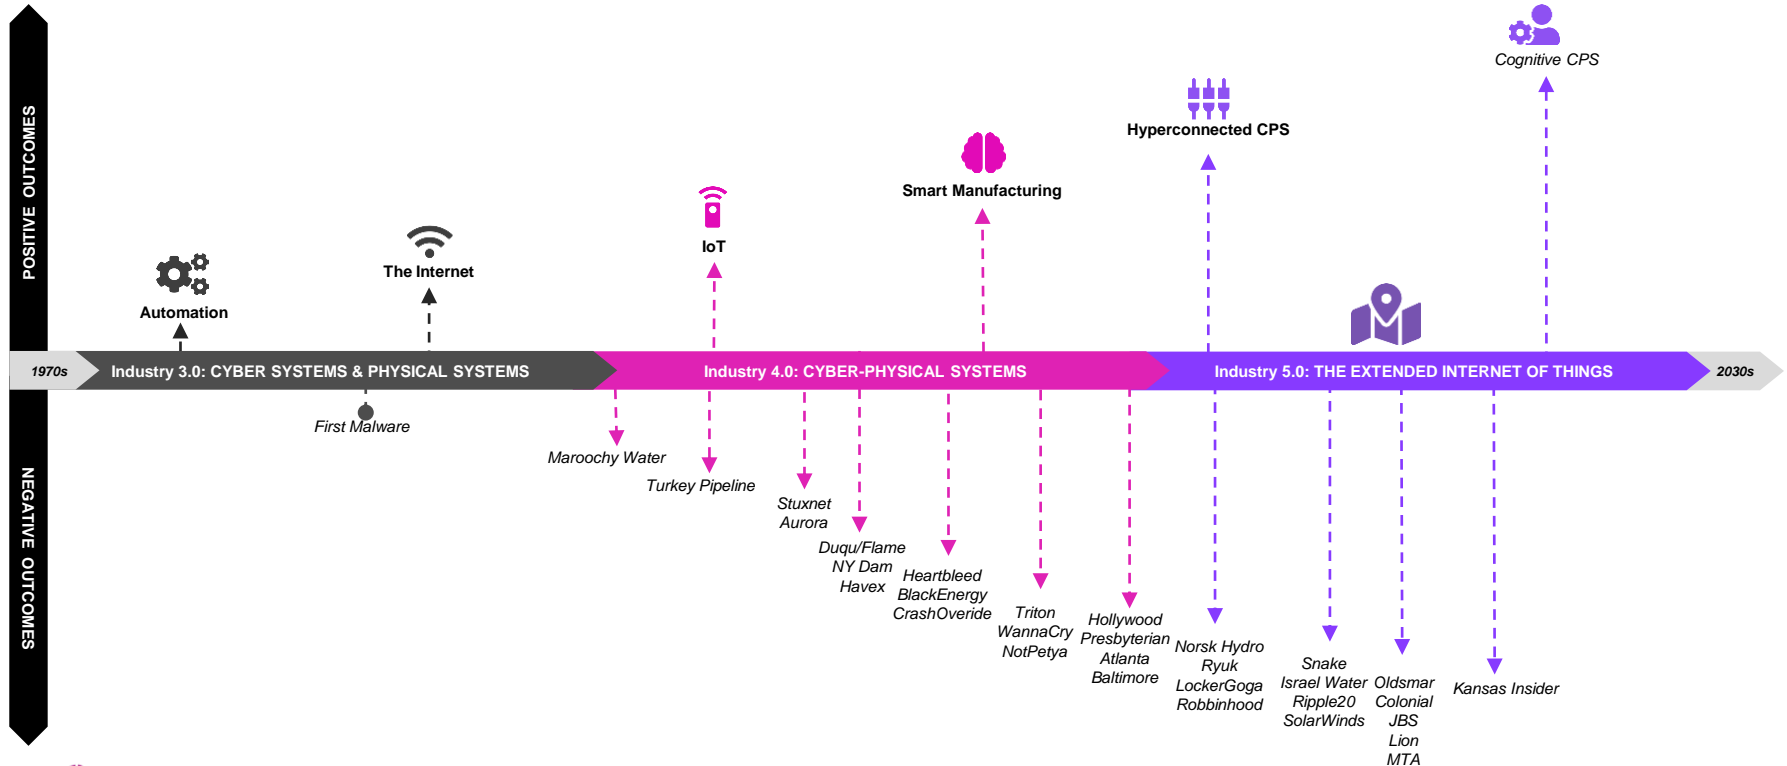 POSITIVE OUTCOMES
NEGATIVE OUTCOMES
Cognitive CPS
Hyperconnected CPS
Smart Manufacturing
IoT
The Internet
Automation
1970s
Industry 3.0: CYBER SYSTEMS & PHYSICAL SYSTEMS
Industry 4.0: CYBER-PHYSICAL SYSTEMS
Industry 5.0: THE EXTENDED INTERNET OF THINGS
2030s
First Malware
Maroochy Water
Turkey Pipeline
Stuxnet
Aurora
Duqu/Flame
NY Dam
Havex
Heartbleed
BlackEnergy
CrashOveride
Triton
WannaCry
NotPetya
Hollywood
Presbyterian
Atlanta
Baltimore
Norsk Hydro
Ryuk
LockerGoga
Robbinhood
Snake
Israel Water
Ripple20
SolarWinds
Oldsmar
Colonial
JBS
Lion
MTA
Kansas Insider